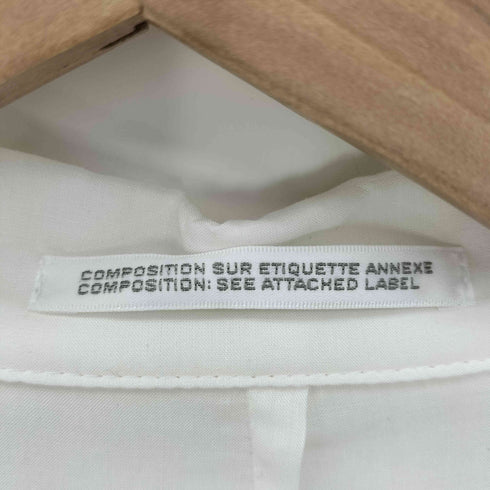 COMPOSITION SUR ETIQUETTE ANNEXE
COMPOSITION: SEE ATTACHED LABEL